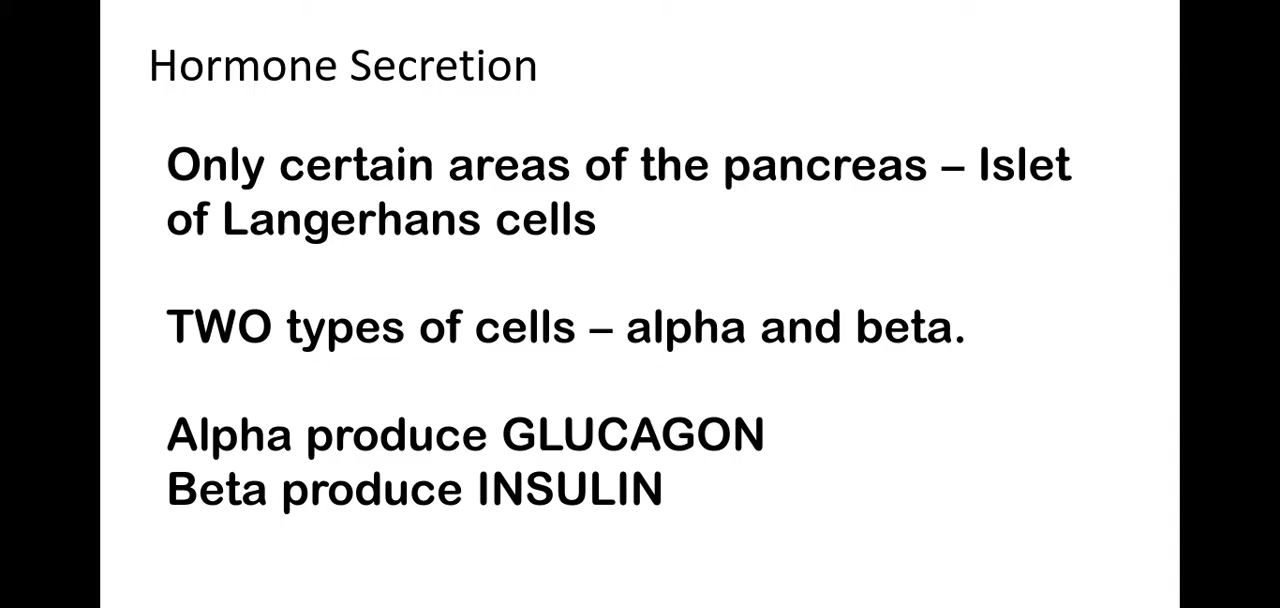 Hormone Secretion
Only certain areas of the pancreas – Islet
of Langerhans cells
TWO types of cells – alpha and beta.
Alpha produce GLUCAGON
Beta produce INSULIN